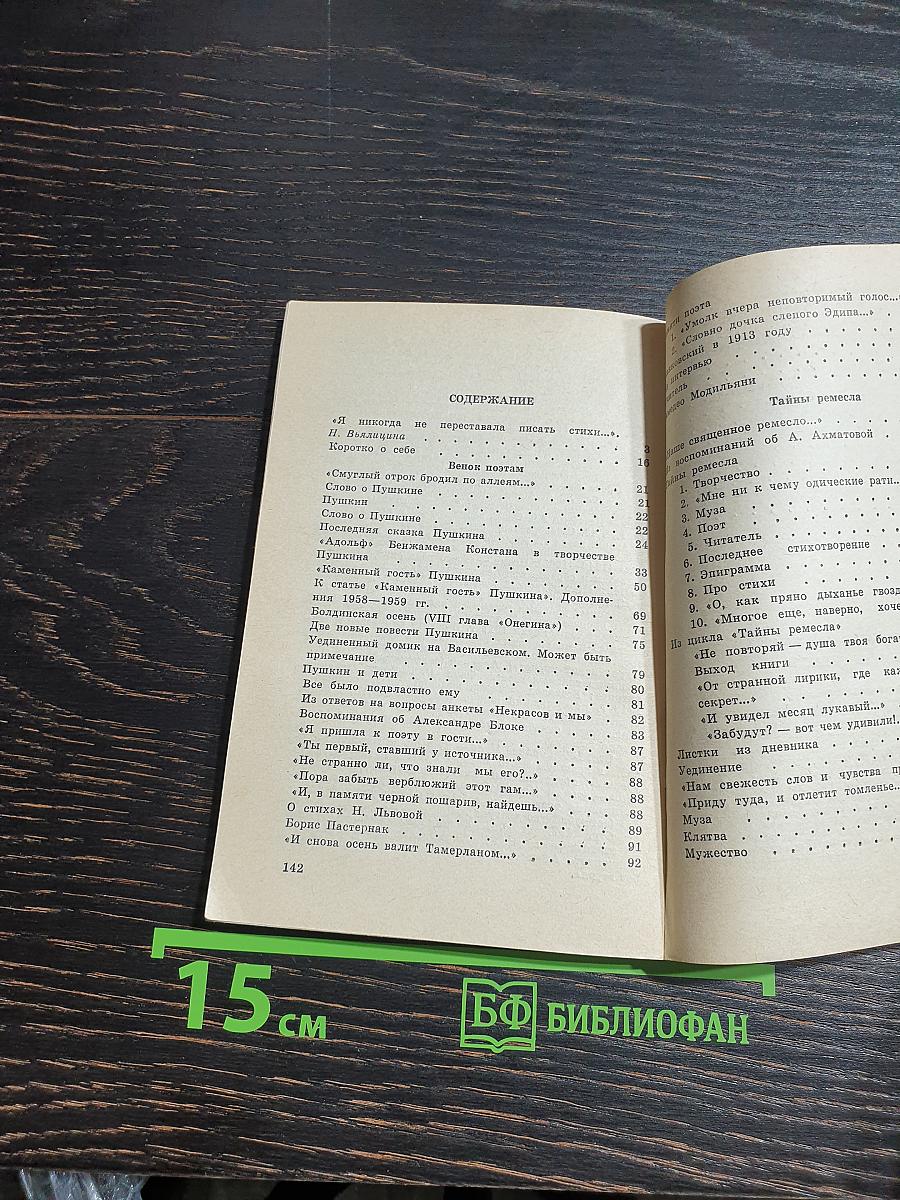 СОДЕРЖАНИЕ
«Я никогда не переставала писать стихи...».
Н. Вьялицина . . . . . . . . . . 3
Коротко о себе . . . . . . . . . . 16
Венок поэтам
«Смуглый отрок бродил по аллеям...» . . . . 21
Слово о Пушкине . . . . . . . . . 21
Пушкин . . . . . . . . . . . 22
Слово о Пушкине . . . . . . . . . 22
Последняя сказка Пушкина . . . . . . . 24
«Адольф» Бенжамена Констана в творчестве
Пушкина . . . . . . . . . . . 33
«Каменный гость» Пушкина . . . . . . . 50
К статье «Каменный гость» Пушкина». Дополне-
ния 1958—1959 гг. . . . . . . . . . 69
Болдинская осень (VIII глава «Онегина») . . . 71
Две новые повести Пушкина . . . . . . . 75
Уединенный домик на Васильевском. Может быть
примечание . . . . . . . . . . 79
Пушкин и дети . . . . . . . . . . 80
Все было подвластно ему . . . . . . . 81
Из ответов на вопросы анкеты «Некрасов и мы» . 82
Воспоминания об Александре Блоке . . . . . 83
«Я пришла к поэту в гости...» . . . . . . 87
«Ты первый, ставший у источника...» . . . . 87
«Не странно ли, что знали мы его?..» . . . . 88
«Пора забыть верблюжий этот гам...» . . . . 88
«И, в памяти черной пошарив, найдешь...» . . . 88
О стихах Н. Львовой . . . . . . . . 89
Борис Пастернак . . . . . . . . . 91
«И снова осень валит Тамерланом...» . . . . 92
142
поэта
1. «Умолк вчера неповторимый голос...
2. «Словно дочка слепого Эдипа...»
в 1913 году
интервью
Модильяни
Тайны ремесла
священное ремесло...»
воспоминаний об А. Ахматовой
ремесла
1. Творчество
2. «Мне ни к чему одические рати...
3. Муза
4. Поэт
5. Читатель
6. Последнее стихотворение
7. Эпиграмма
8. Про стихи
9. «О, как пряно дыханье
10. «Многое еще, наверно,
Из цикла «Тайны ремесла»
«Не повторяй — душа твоя
Выход книги
«От странной лирики, где
секрет...»
«И увидел месяц лукавый...»
«Забудут? — вот чем удивили!
Листки из дневника
Уединение
«Нам свежесть слов и чувства
«Приду туда, и отлетит томленье...
Муза
Клятва
Мужество
15 см
БФ БИБЛИОФАН